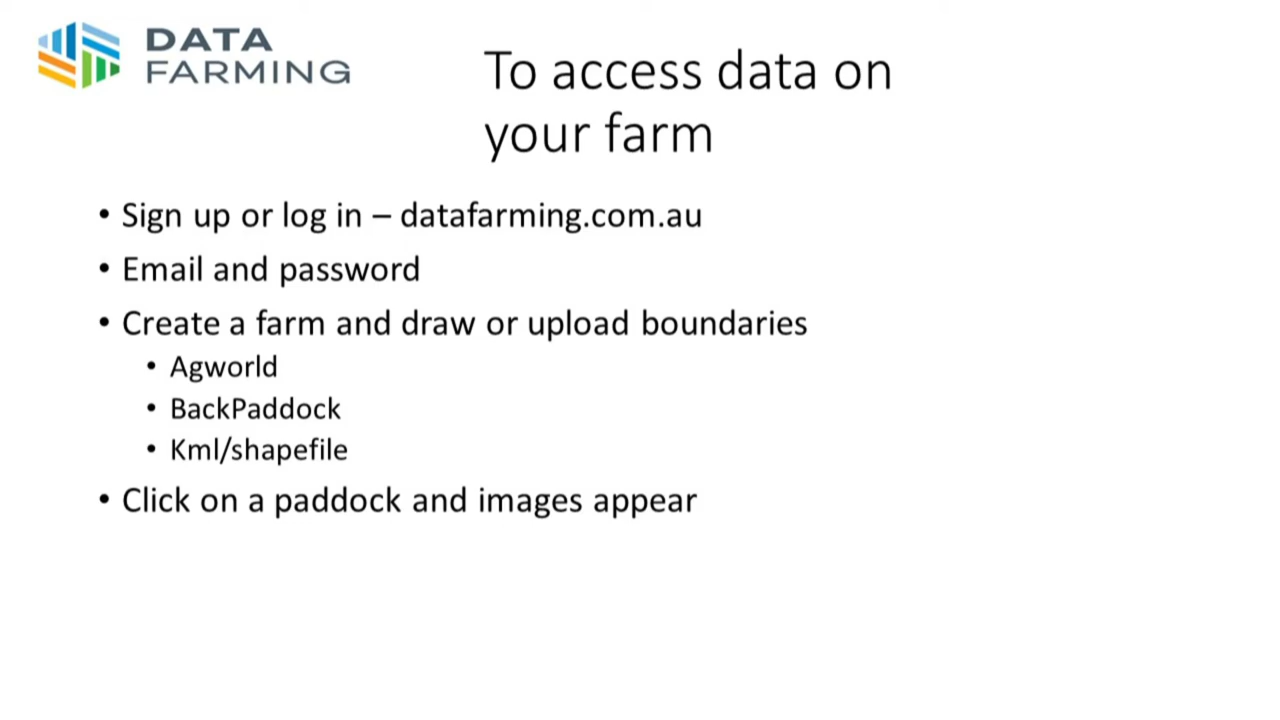 DATA
FARMING
To access data on
your farm
• Sign up or log in – datafarming.com.au
• Email and password
• Create a farm and draw or upload boundaries
• Agworld
• BackPaddock
• Kml/shapefile
• Click on a paddock and images appear